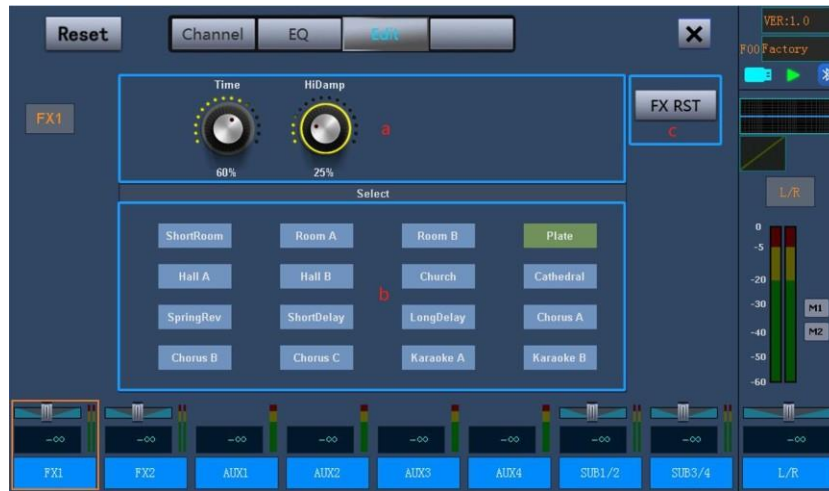 Reset Channel EQ Edit X VER:1.0
F00 Factory
Time HiDamp
FX1 a FX RST
c
60% 25%
Select
L/R
ShortRoom Room A Room B Plate
Hall A Hall B Church Cathedral
b
SpringRev ShortDelay LongDelay Chorus A
Chorus B Chorus C Karaoke A Karaoke B
0
-5
-20
-30 M1
-40 M2
-50
-60
-∞ -∞ -∞ -∞ -∞ -∞ -∞ -∞ -∞
FX1 FX2 AUX1 AUX2 AUX3 AUX4 SUB1/2 SUB3/4 L/R